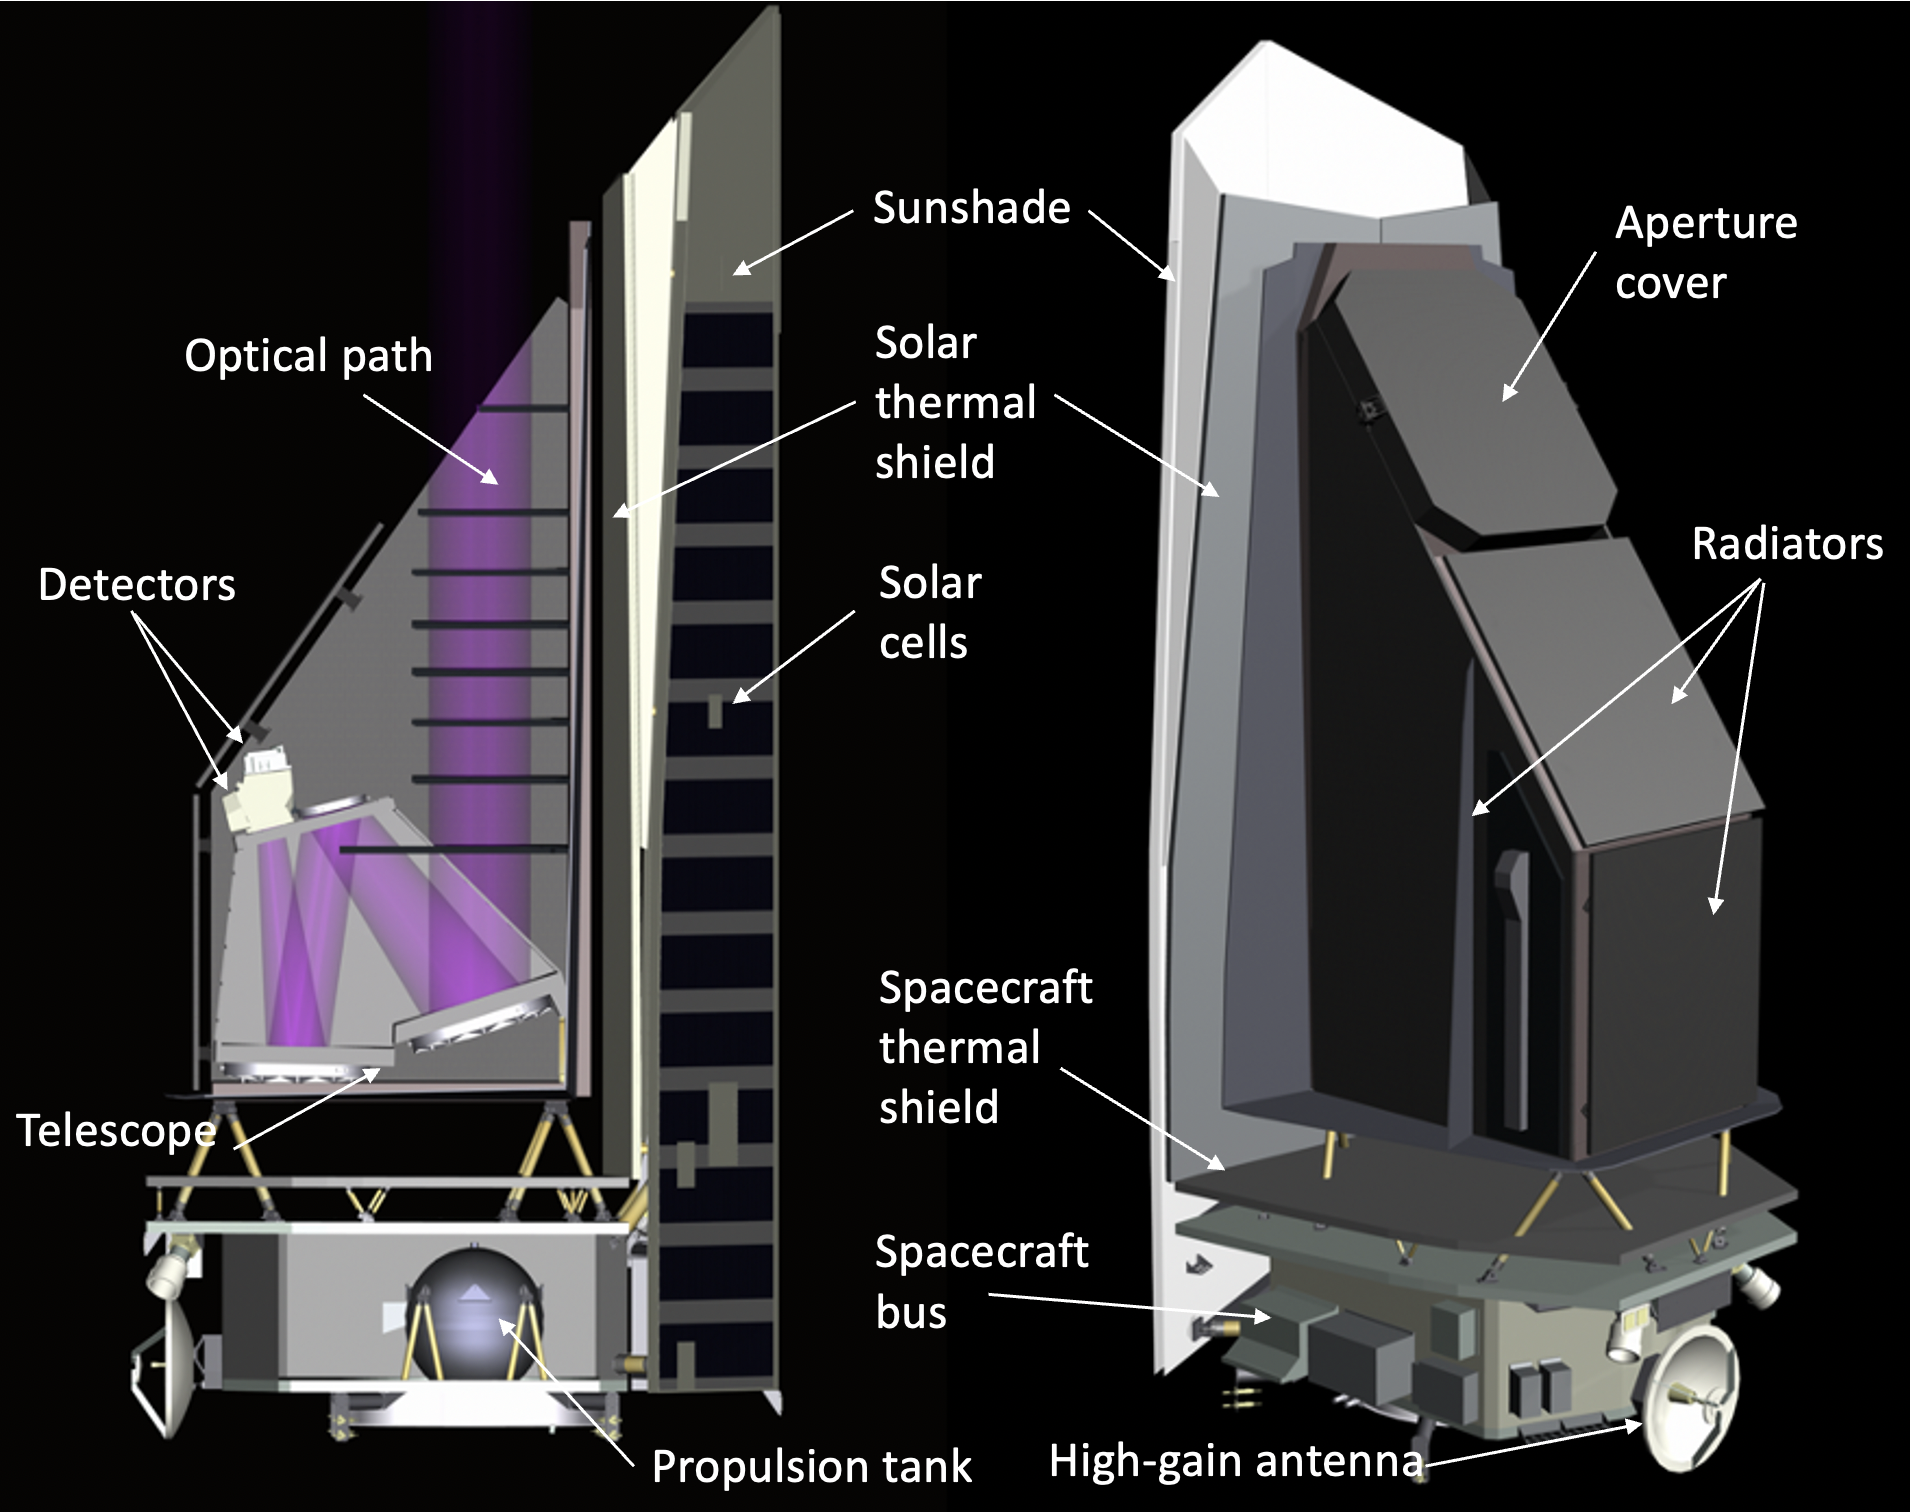 Sunshade
Aperture
cover
Optical path
Solar
thermal
shield
Detectors
Solar
cells
Radiators
Spacecraft
thermal
shield
Telescope
Spacecraft
bus
Propulsion tank
High-gain antenna